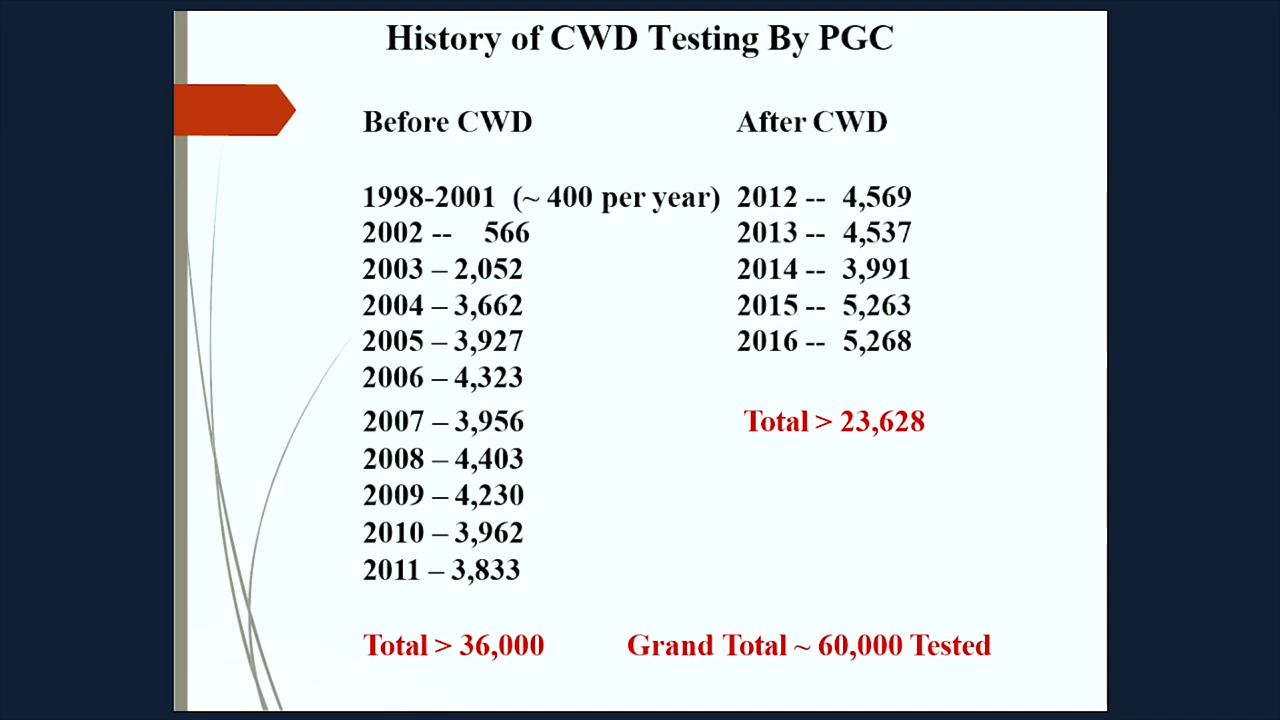 History of CWD Testing By PGC
Before CWD
1998-2001 (~ 400 per year)
2002 -- 566
2003 – 2,052
2004 – 3,662
2005 – 3,927
2006 – 4,323
2007 – 3,956
2008 – 4,403
2009 – 4,230
2010 – 3,962
2011 – 3,833
Total > 36,000
After CWD
2012 -- 4,569
2013 -- 4,537
2014 -- 3,991
2015 -- 5,263
2016 -- 5,268
Total > 23,628
Grand Total ~ 60,000 Tested